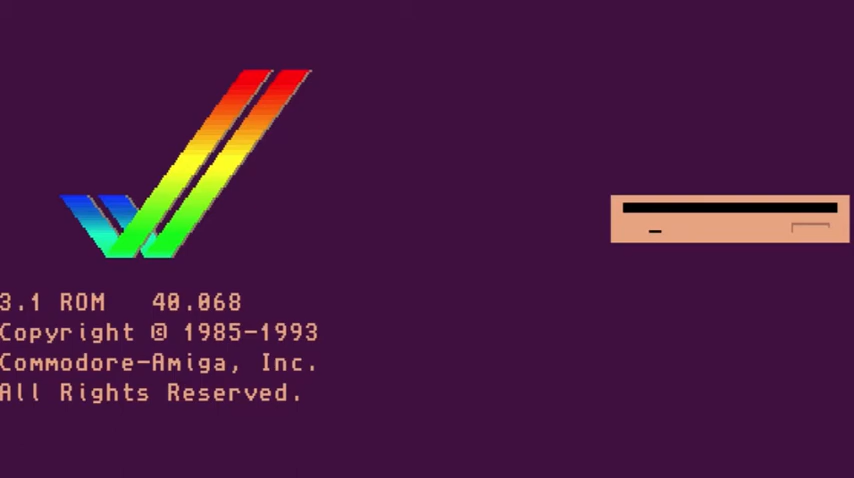 3.1 ROM   40.068
Copyright © 1985-1993
Commodore-Amiga, Inc.
All Rights Reserved.